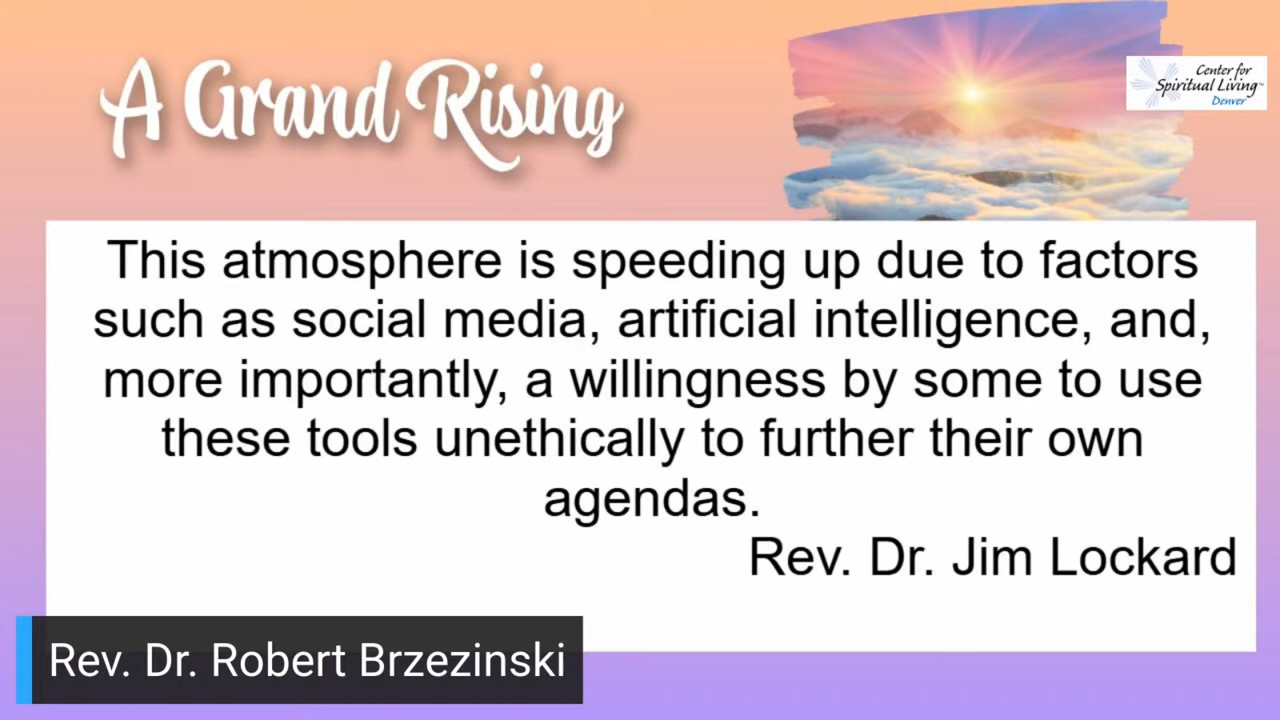 A Grand Rising
Center for
Spiritual Living™
Denver
This atmosphere is speeding up due to factors
such as social media, artificial intelligence, and,
more importantly, a willingness by some to use
these tools unethically to further their own
agendas.
Rev. Dr. Jim Lockard
Rev. Dr. Robert Brzezinski